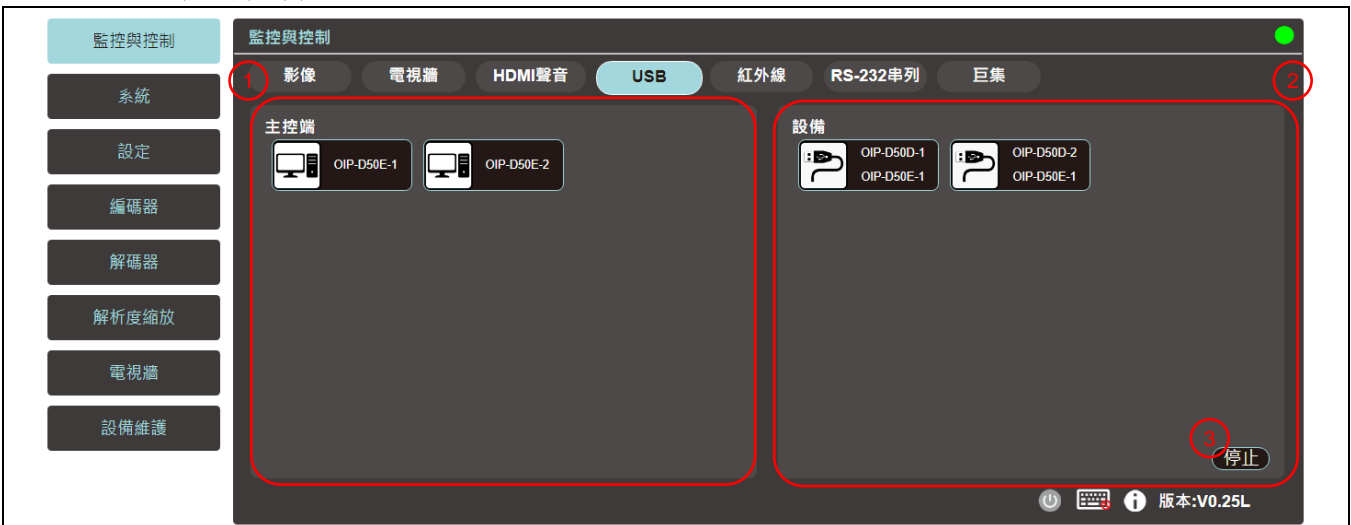 監控與控制
系統
設定
編碼器
解碼器
解析度缩放
電視牆
設備維護
監控與控制
影像 電視牆 HDMI聲音 USB 紅外線 RS-232串列 巨集
1
2
主控端
OIP-D50E-1
OIP-D50E-2
設備
OIP-D50D-1
OIP-D50E-1
OIP-D50D-2
OIP-D50E-1
3
停止
版本:V0.25L